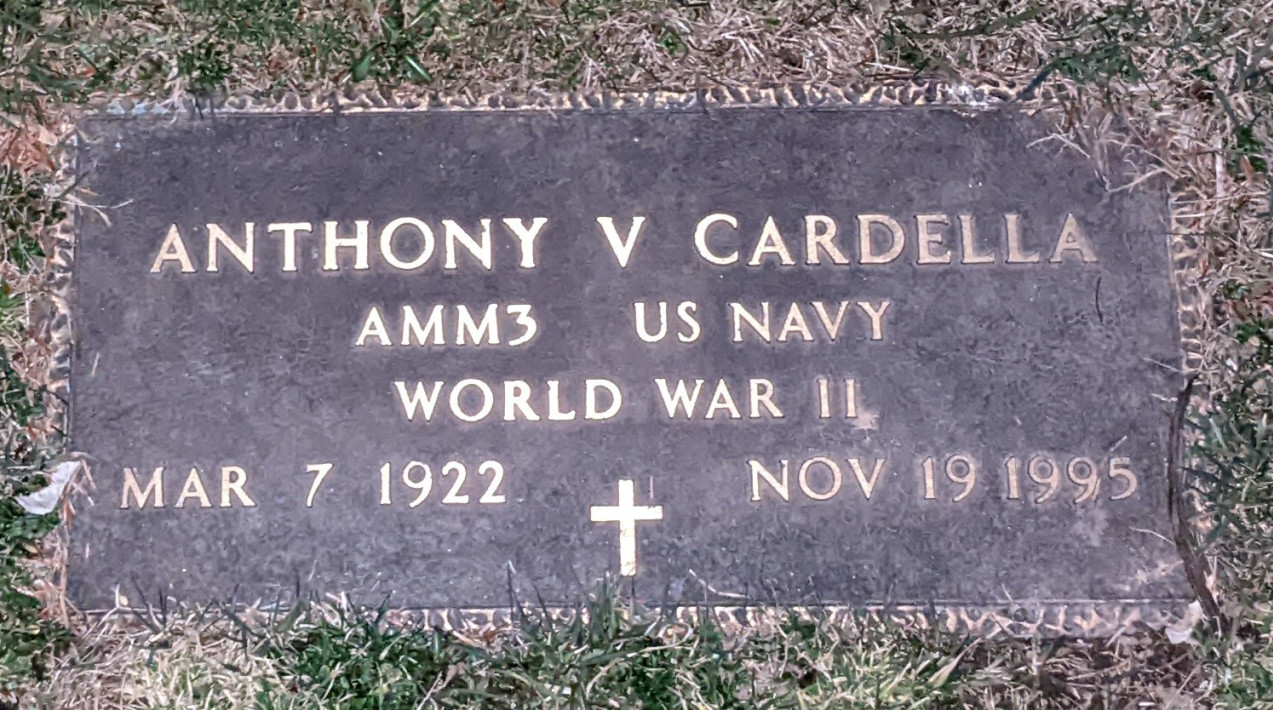 ANTHONY V CARDELLA
AMM3 US NAVY
WORLD WAR II
MAR 7 1922 NOV 19 1995